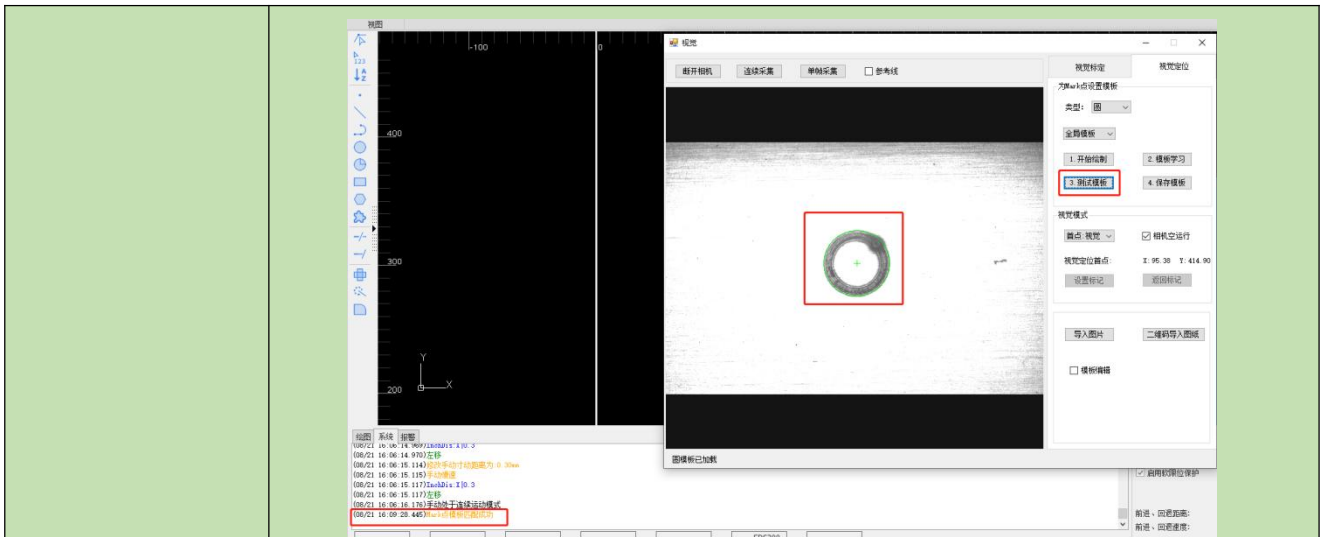 视图
-100
0
400
300
200
Y
X
视觉
断开相机 连续采集 单帧采集 参考线
视觉标定 视觉定位
为Mark点设置模板
类型: 圆
全局模板
1.开始绘制 2.模板学习
3.测试模板 4.保存模板
视觉模式
首点:视觉 相机空运行
视觉定位首点: X:95.38 Y:414.90
设置标记 返回标记
导入图片 二维码导入图纸
模板编辑
圆模板已加载
绘图 系统 报警
(08/21 16:06:14.969)InchDis:X|0.3
(08/21 16:06:14.970)左移
(08/21 16:06:15.114)修改手动寸动距离为:0.30mm
(08/21 16:06:15.115)手动慢速
(08/21 16:06:15.117)InchDis:X|0.3
(08/21 16:06:15.117)左移
(08/21 16:06:16.176)手动处于连续运动模式
(08/21 16:09:28.445)Mark点模板匹配成功
启用软限位保护
前进、回退距离:
前进、回退速度: